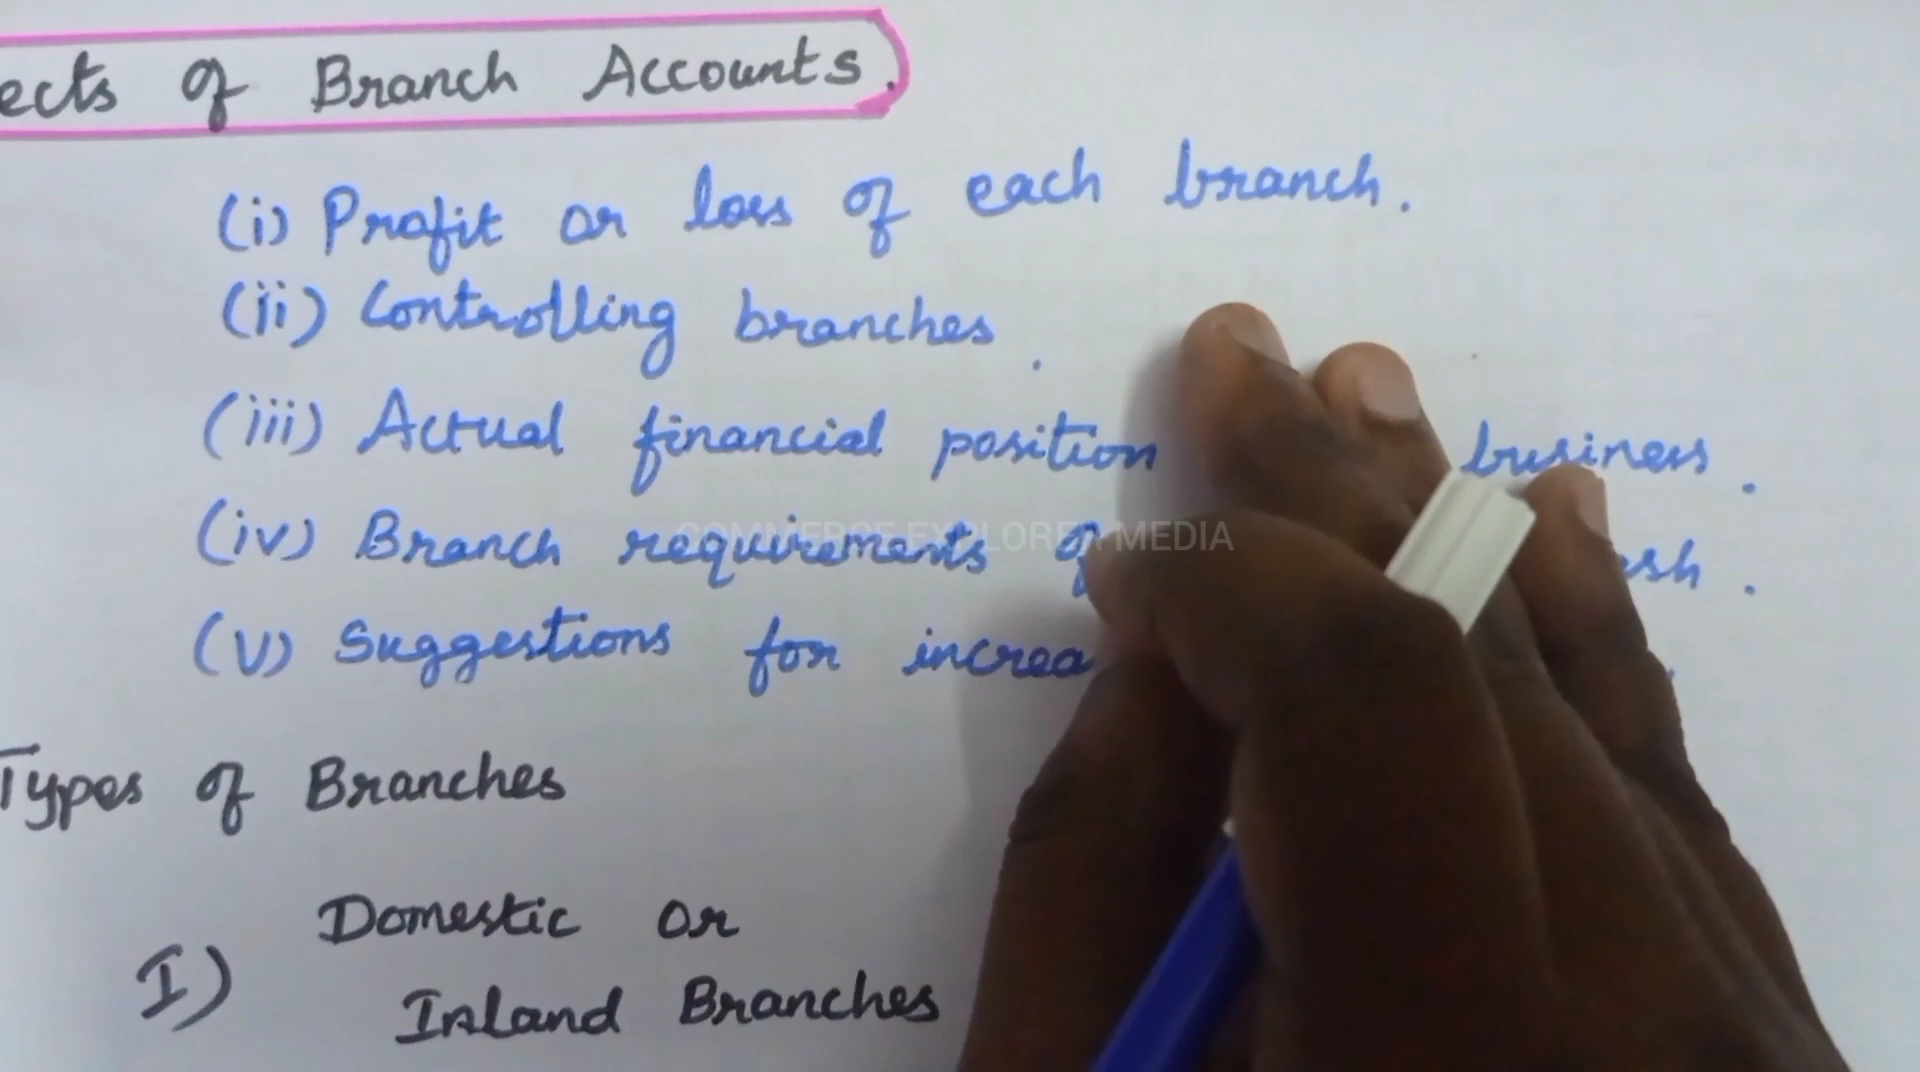 ects of Branch Accounts.
(i) Profit or loss of each branch.
(ii) Controlling branches.
(iii) Actual financial position business.
(iv) Branch requirements
(v) Suggestions for
COMMERCE EXPLORER MEDIA
Types of Branches
I) Domestic or
Inland Branches